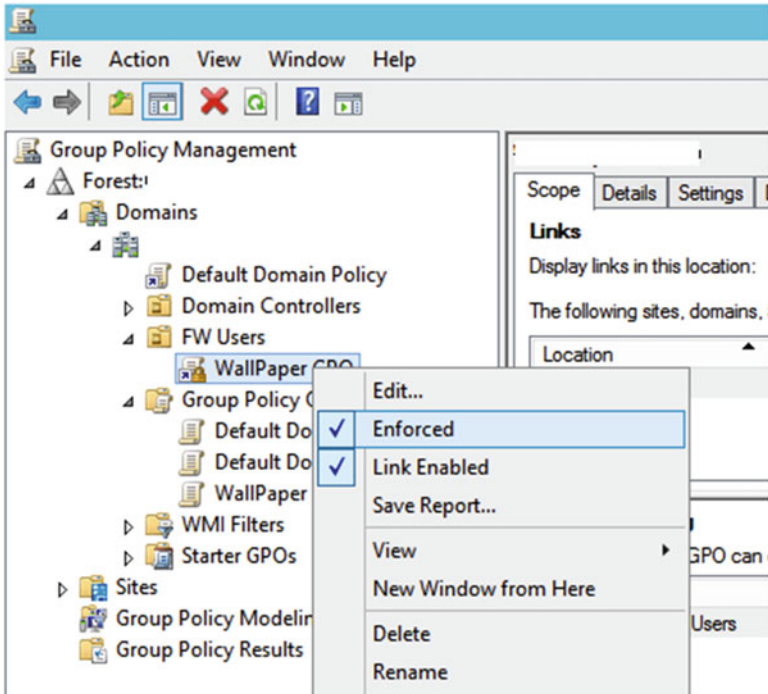 File Action View Window Help
Group Policy Management
Forest:
Domains
Default Domain Policy
Domain Controllers
FW Users
WallPaper GPO
Group Policy
Default Do
Default Do
WallPaper
WMI Filters
Starter GPOs
Sites
Group Policy Modelin
Group Policy Results
Edit...
Enforced
Link Enabled
Save Report...
View
New Window from Here
Delete
Rename
Scope Details Settings
Links
Display links in this location:
The following sites, domains,
Location
GPO can
Users